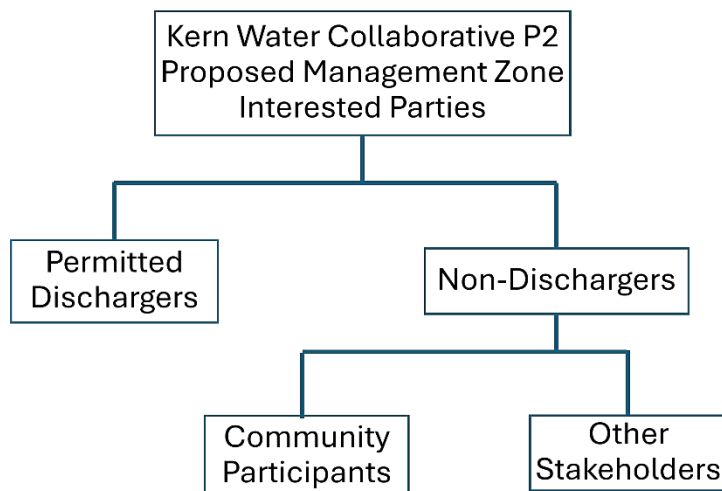 Kern Water Collaborative P2
Proposed Management Zone
Interested Parties
Permitted
Dischargers
Non-Dischargers
Community
Participants
Other
Stakeholders